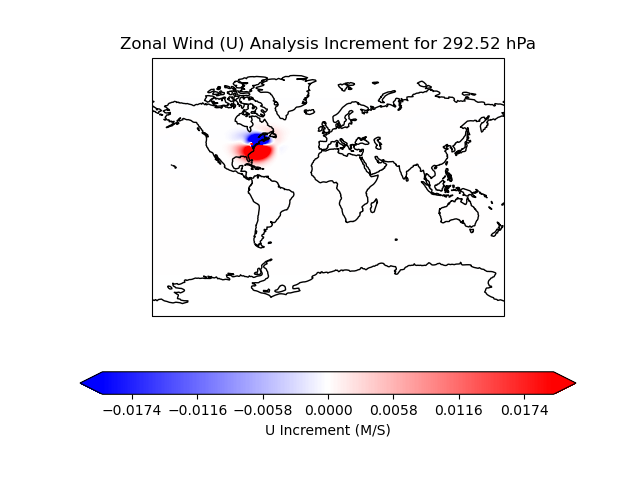 Zonal Wind (U) Analysis Increment for 292.52 hPa
−0.0174 −0.0116 −0.0058 0.0000 0.0058 0.0116 0.0174
U Increment (M/S)